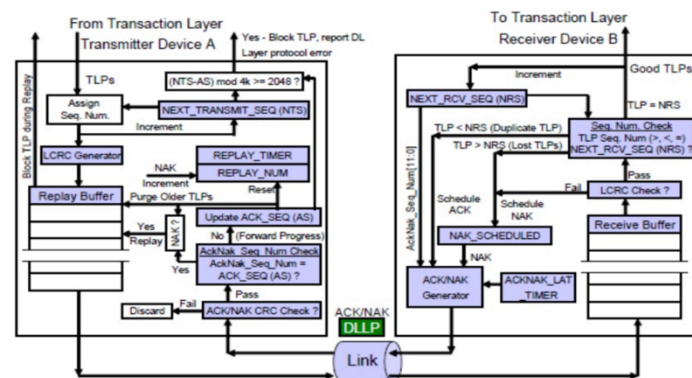 From Transaction Layer
Transmitter Device A
Yes - Block TLP, report DL
Layer protocol error
TLPs
(NTS-AS) mod 4k >= 2048 ?
Assign
Seq. Num.
NEXT_TRANSMIT_SEQ (NTS)
Increment
Block TLP during Replay
LCRC Generator
NAK
Increment
REPLAY_TIMER
REPLAY_NUM
Reset
Replay Buffer
Purge Older TLPs
Yes
Replay
NAK ?
Update ACK_SEQ (AS)
No
(Forward Progress)
Yes
AckNak_Seq_Num Check
AckNak_Seq_Num =
ACK_SEQ (AS) ?
Pass
Discard
Fail
ACK/NAK CRC Check ?
ACK/NAK
DLLP
Link
To Transaction Layer
Receiver Device B
Increment
Good TLPs
NEXT_RCV_SEQ (NRS)
TLP = NRS
TLP < NRS (Duplicate TLP)
TLP > NRS (Lost TLPs)
Seq. Num. Check
TLP Seq. Num (>, <, =)
NEXT_RCV_SEQ (NRS) ?
Pass
AckNak_Seq_Num[11:0]
Schedule
ACK
Schedule
NAK
Fail
LCRC Check ?
NAK_SCHEDULED
Receive Buffer
NAK
ACK/NAK
Generator
ACKNAK_LAT
_TIMER